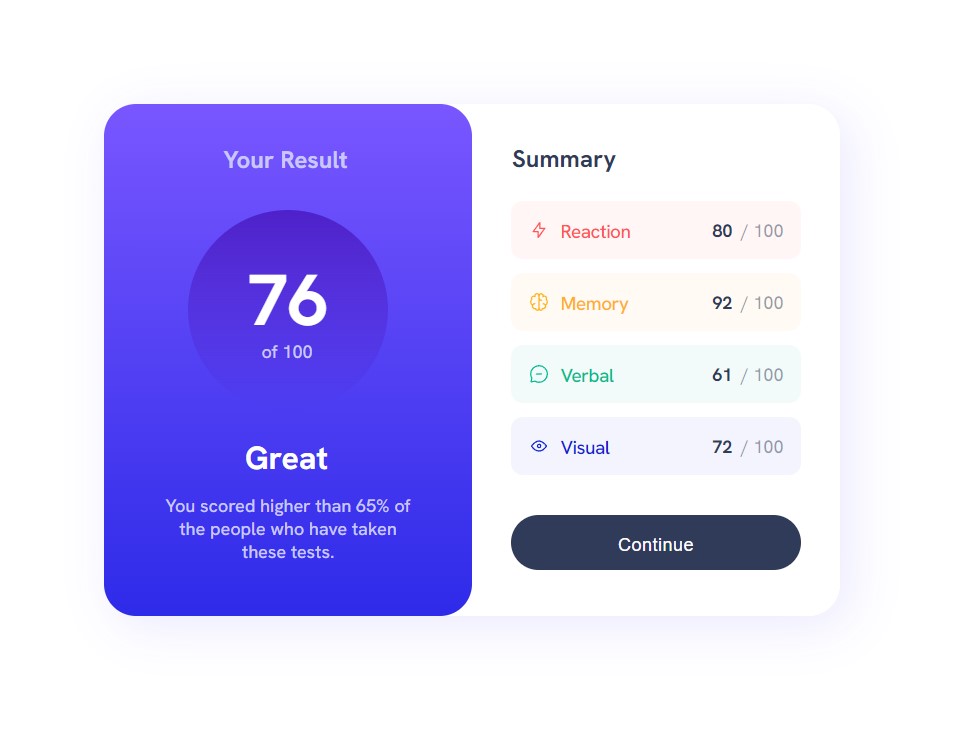 Your Result
76
of 100
Great
You scored higher than 65% of
the people who have taken
these tests.
Summary
Reaction 80 / 100
Memory 92 / 100
Verbal 61 / 100
Visual 72 / 100
Continue